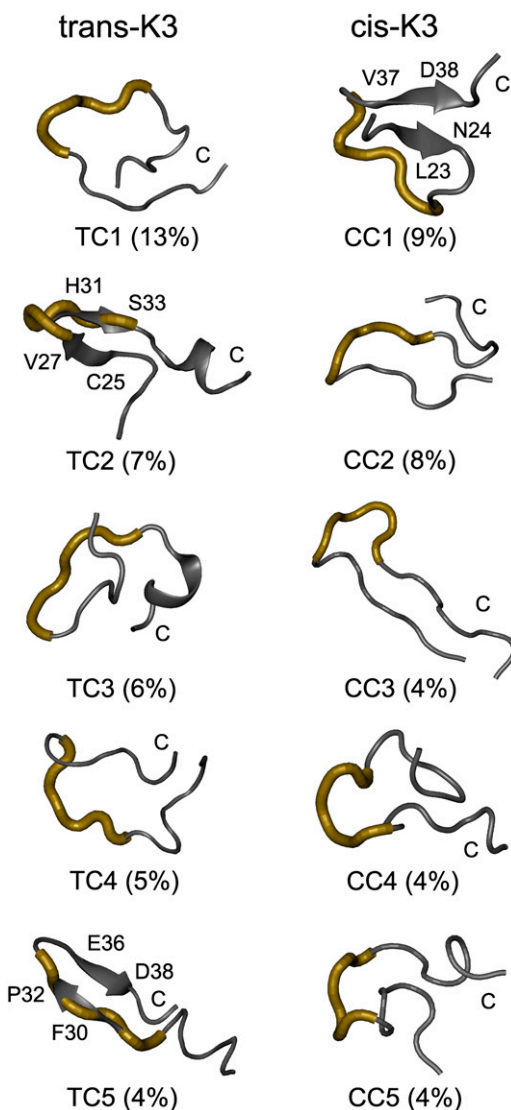 trans-K3
cis-K3
C
TC1 (13%)
V37 D38 C
N24
L23
CC1 (9%)
H31 S33
V27 C25 C
TC2 (7%)
CC2 (8%)
C
C
TC3 (6%)
C
CC3 (4%)
C
TC4 (5%)
C
CC4 (4%)
E36
D38
P32 C
F30
TC5 (4%)
C
CC5 (4%)